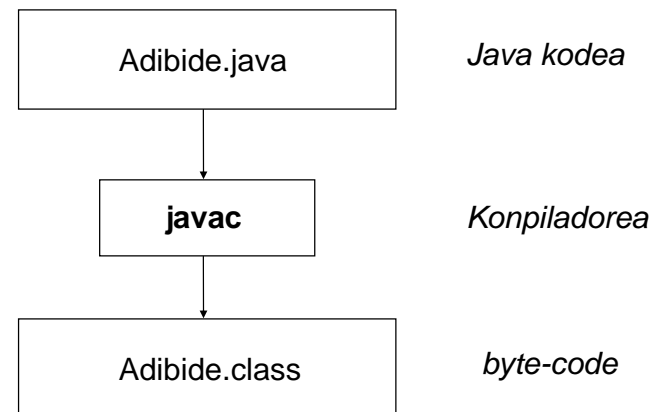 Adibide.java
Java kodea
javac
Konpiladorea
Adibide.class
byte-code